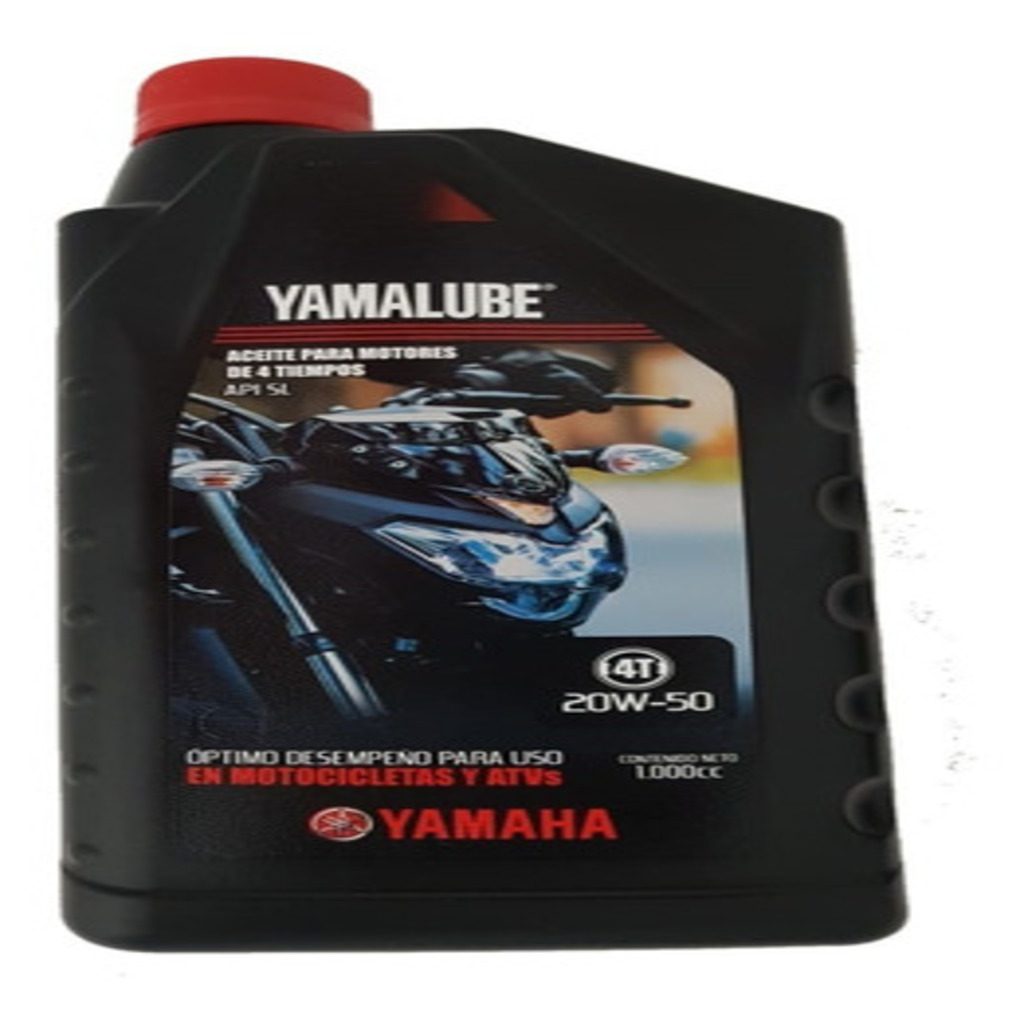 YAMALUBE®
ACEITE PARA MOTORES
DE 4 TIEMPOS
API SL
4T
20W-50
ÓPTIMO DESEMPEÑO PARA USO
EN MOTOCICLETAS Y ATVs
CONTENIDO NETO
1.000cc
YAMAHA